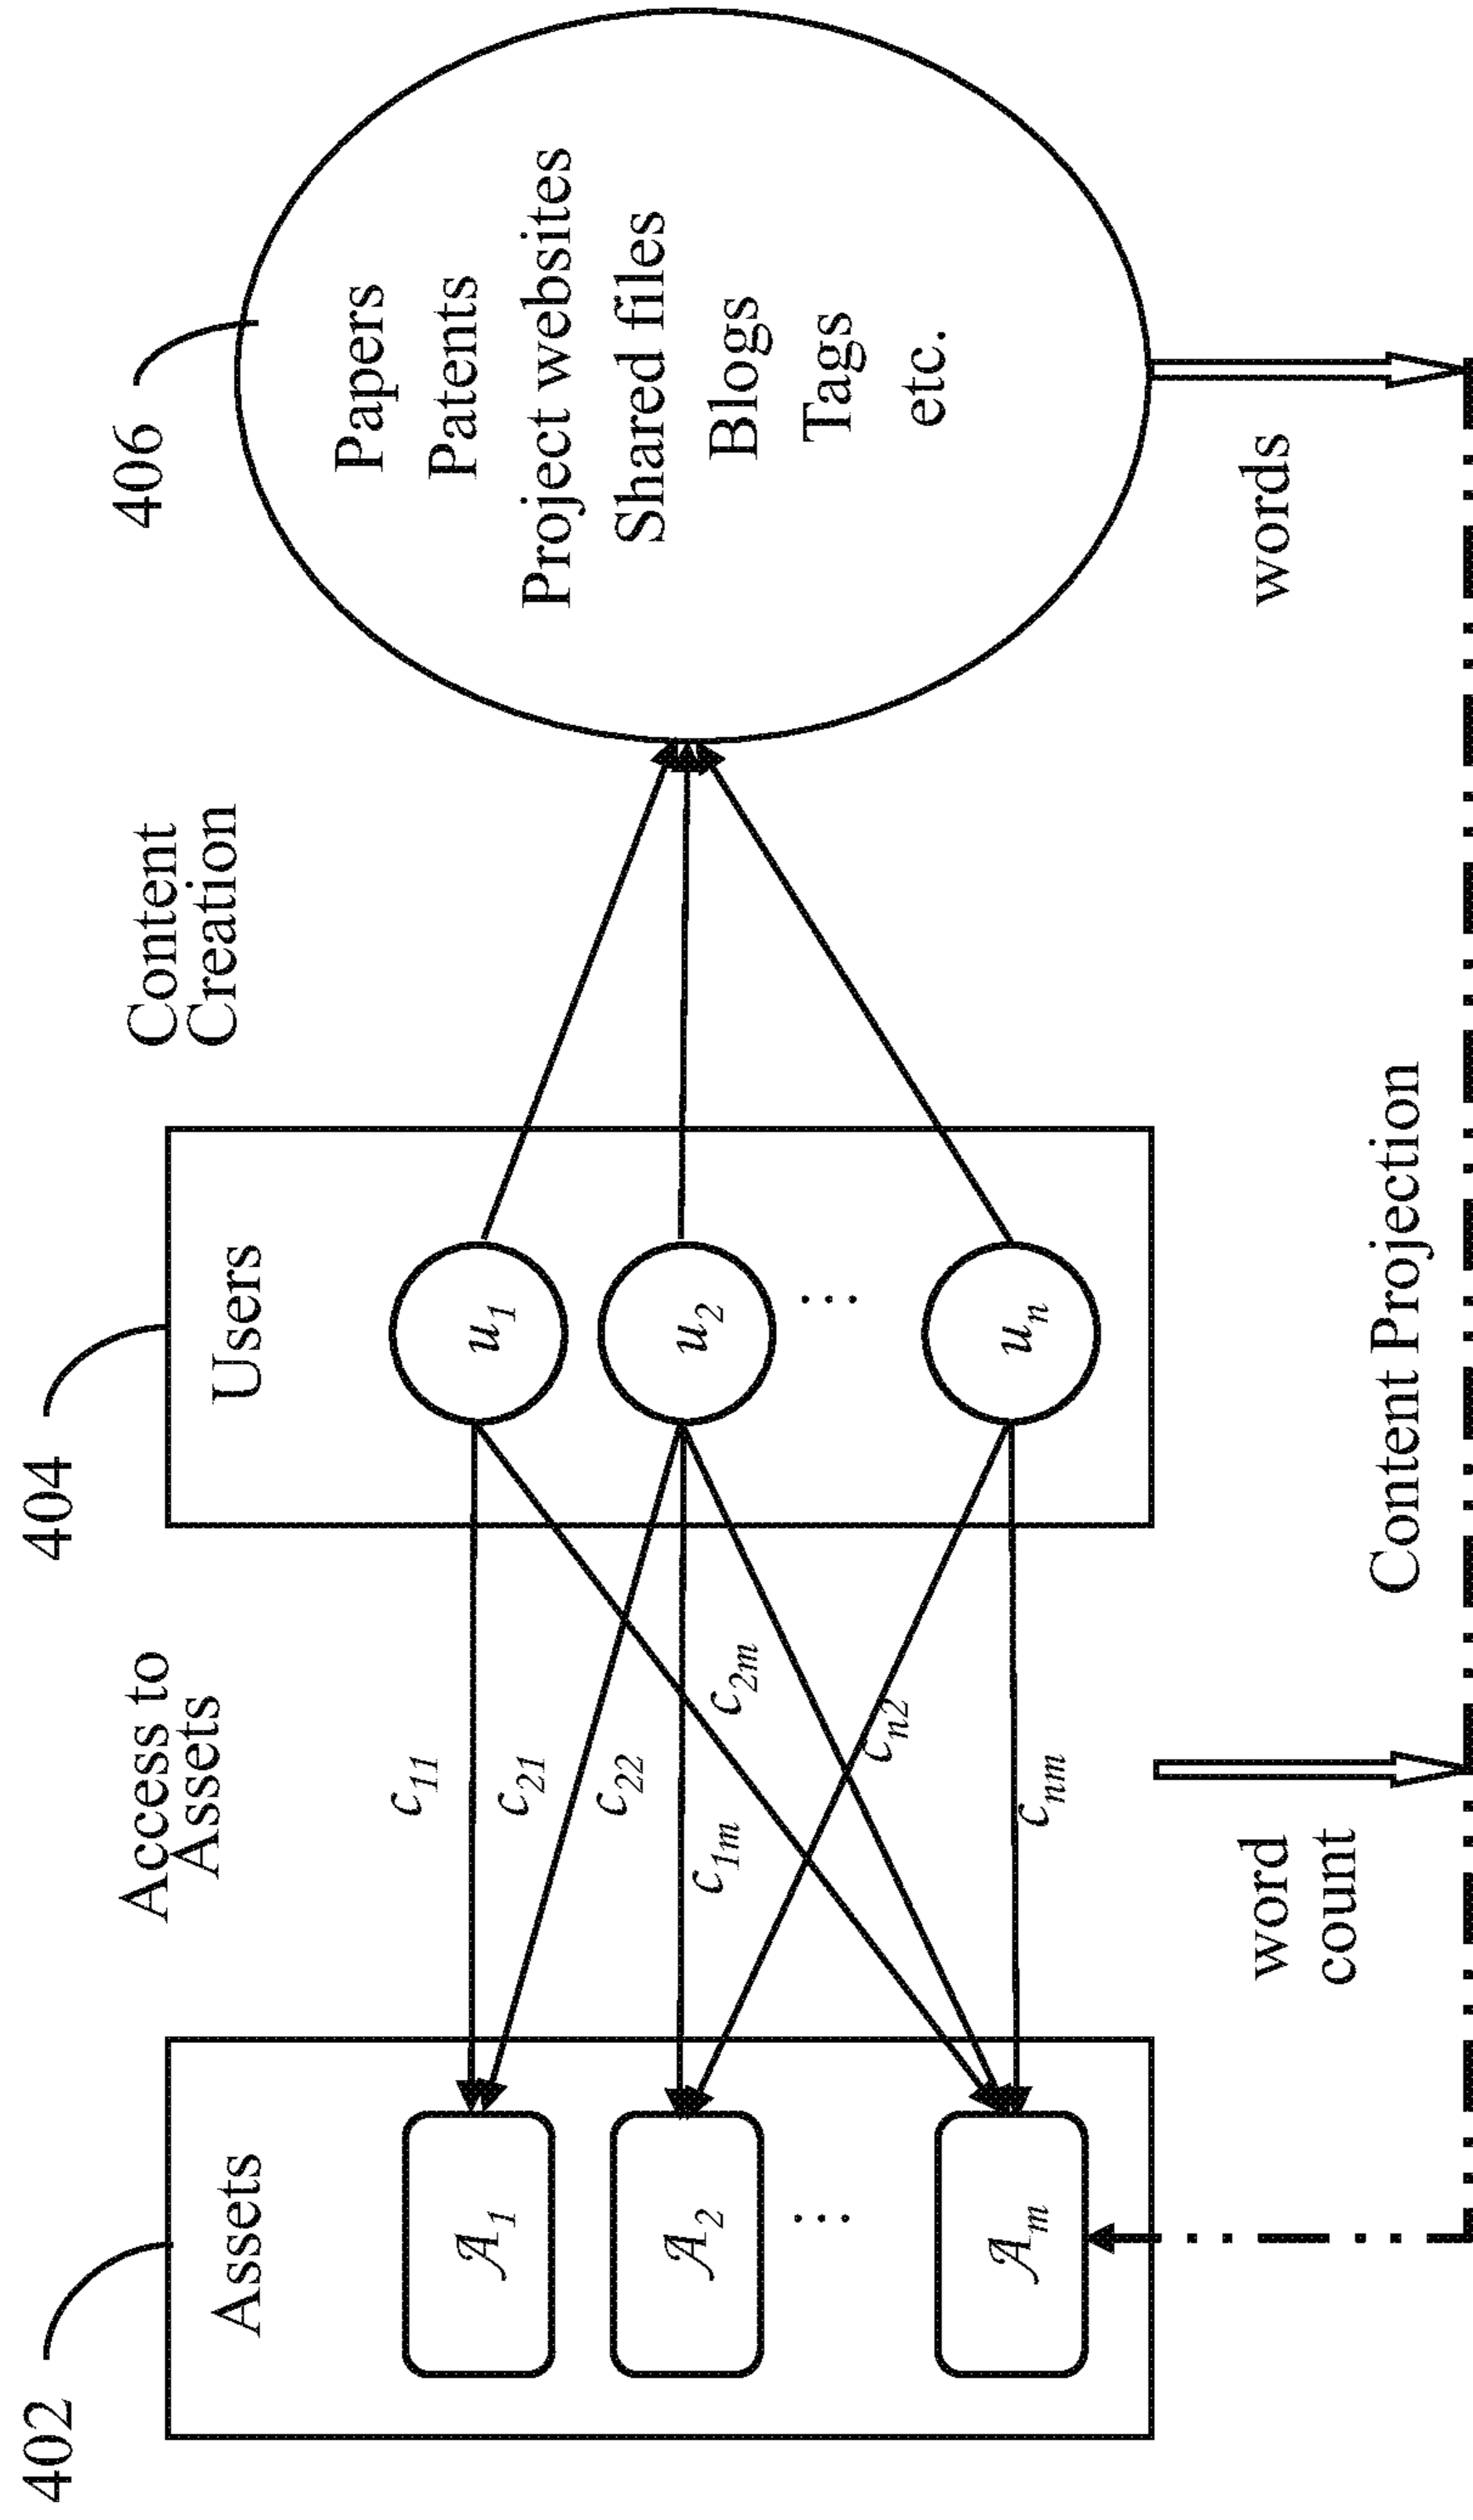 402
404
406
Access to
Assets
Content
Creation
Assets
A1
A2
⋮
Am
c11
c21
c22
c1m
c2m
cn2
cnm
Users
u1
u2
⋮
un
Papers
Patents
Project websites
Shared files
Blogs
Tags
etc.
word
count
words
Content Projection